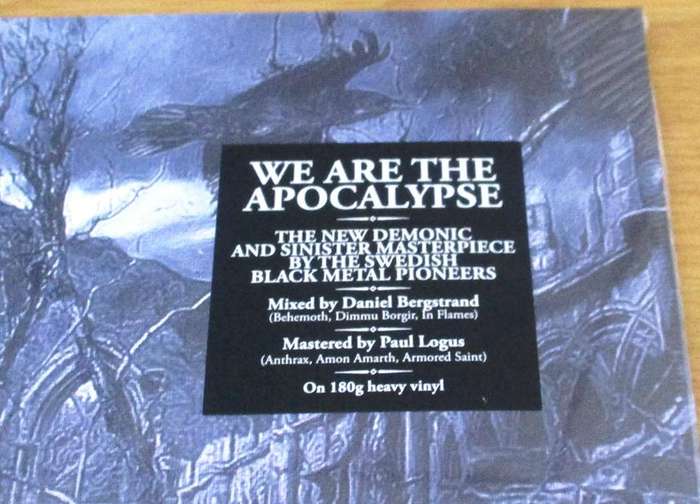 WE ARE THE
APOCALYPSE
THE NEW DEMONIC
AND SINISTER MASTERPIECE
BY THE SWEDISH
BLACK METAL PIONEERS
Mixed by Daniel Bergstrand
(Behemoth, Dimmu Borgir, In Flames)
Mastered by Paul Logus
(Anthrax, Amon Amarth, Armored Saint)
On 180g heavy vinyl